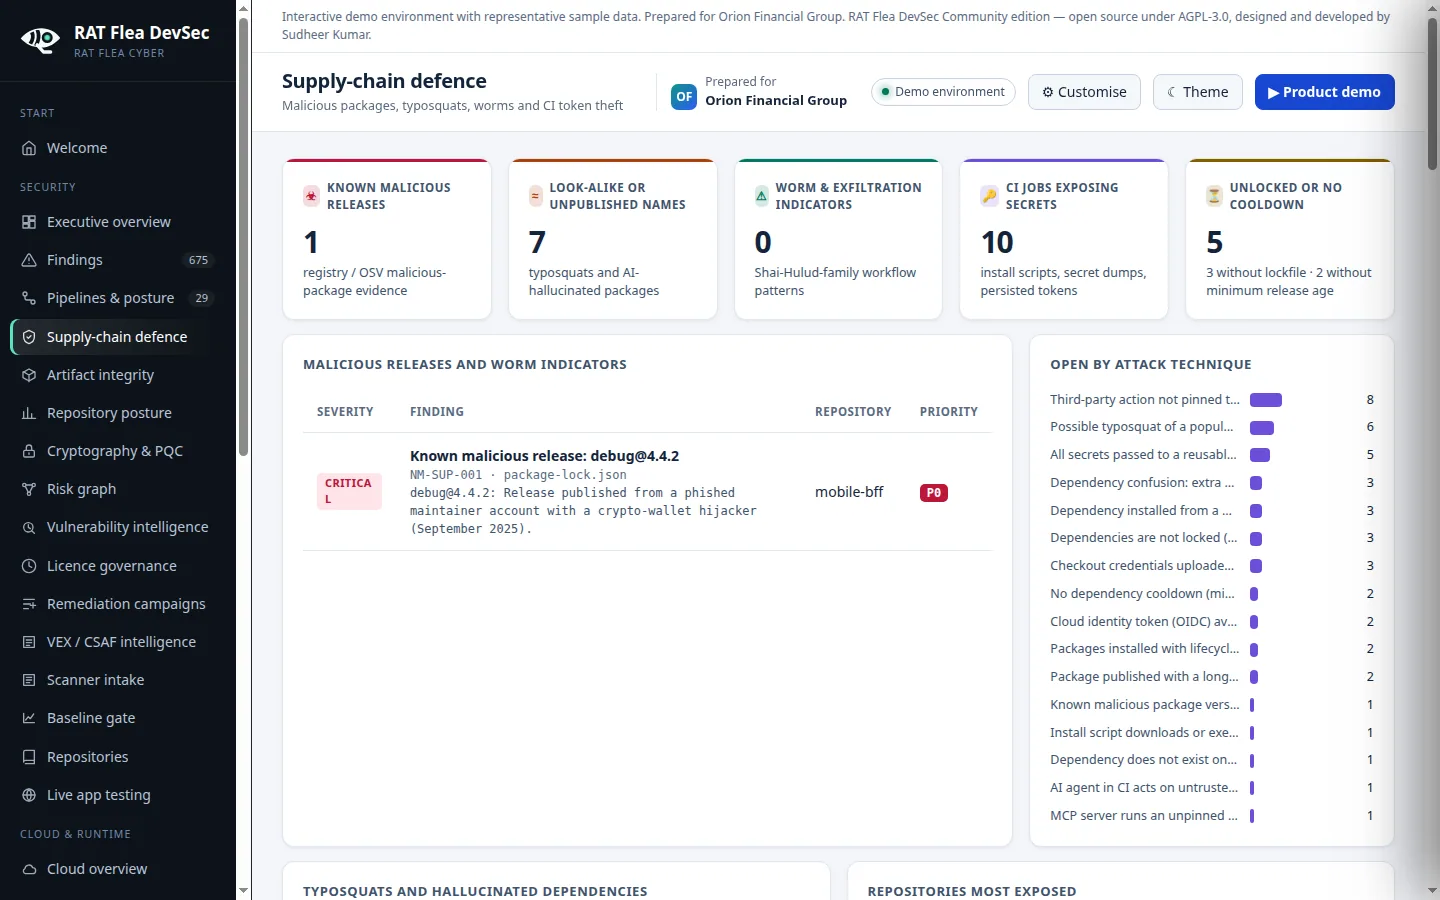 RAT Flea DevSec
RAT FLEA CYBER
START
Welcome
SECURITY
Executive overview
Findings 675
Pipelines & posture 29
Supply-chain defence
Artifact integrity
Repository posture
Cryptography & PQC
Risk graph
Vulnerability intelligence
Licence governance
Remediation campaigns
VEX / CSAF intelligence
Scanner intake
Baseline gate
Repositories
Live app testing
CLOUD & RUNTIME
Cloud overview
Interactive demo environment with representative sample data. Prepared for Orion Financial Group. RAT Flea DevSec Community edition — open source under AGPL-3.0, designed and developed by
Sudheer Kumar.
Supply-chain defence
Malicious packages, typosquats, worms and CI token theft
OF
Prepared for
Orion Financial Group
Demo environment
⚙ Customise
☾ Theme
▶ Product demo
KNOWN MALICIOUS
RELEASES
1
registry / OSV malicious-
package evidence
LOOK-ALIKE OR
UNPUBLISHED NAMES
7
typosquats and AI-
hallucinated packages
WORM & EXFILTRATION
INDICATORS
0
Shai-Hulud-family workflow
patterns
CI JOBS EXPOSING
SECRETS
10
install scripts, secret dumps,
persisted tokens
UNLOCKED OR NO
COOLDOWN
5
3 without lockfile · 2 without
minimum release age
MALICIOUS RELEASES AND WORM INDICATORS
SEVERITY FINDING REPOSITORY PRIORITY
CRITICA
L
Known malicious release: debug@4.4.2
NM-SUP-001 · package-lock.json
debug@4.4.2: Release published from a phished
maintainer account with a crypto-wallet hijacker
(September 2025).
mobile-bff
P0
OPEN BY ATTACK TECHNIQUE
Third-party action not pinned t... 8
Possible typosquat of a popul... 6
All secrets passed to a reusabl... 5
Dependency confusion: extra ... 3
Dependency installed from a ... 3
Dependencies are not locked (... 3
Checkout credentials uploade... 3
No dependency cooldown (mi... 2
Cloud identity token (OIDC) av... 2
Packages installed with lifecycl... 2
Package published with a long... 2
Known malicious package vers... 1
Install script downloads or exe... 1
Dependency does not exist on... 1
AI agent in CI acts on untruste... 1
MCP server runs an unpinned ... 1
TYPOSQUATS AND HALLUCINATED DEPENDENCIES
REPOSITORIES MOST EXPOSED